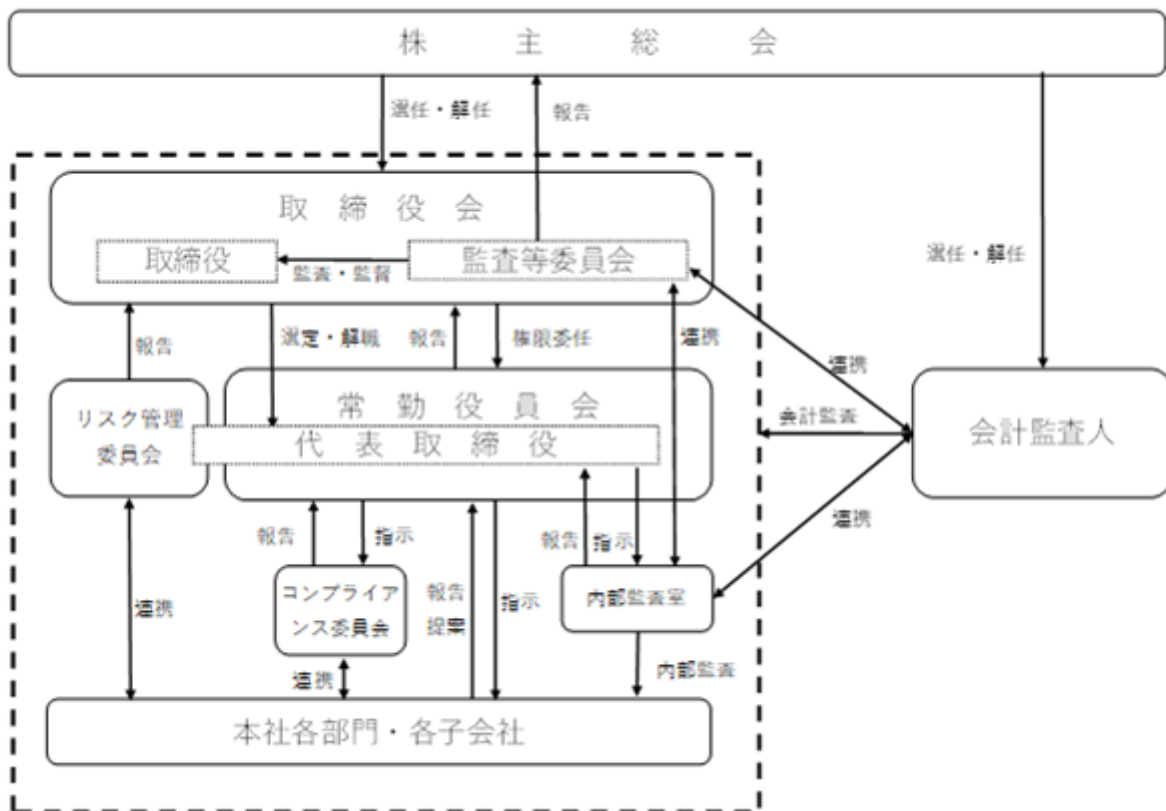 株主総会
選任・解任
報告
取締役会
取締役
監査・監督
監査等委員会
選任・解任
報告
選定・解職
報告
権限委任
連携
連携
リスク管理
委員会
常勤役員会
代表取締役
会計監査
会計監査人
連携
報告
指示
報告
指示
コンプライア
ンス委員会
報告
提案
指示
内部監査室
連携
連携
内部監査
本社各部門・各子会社